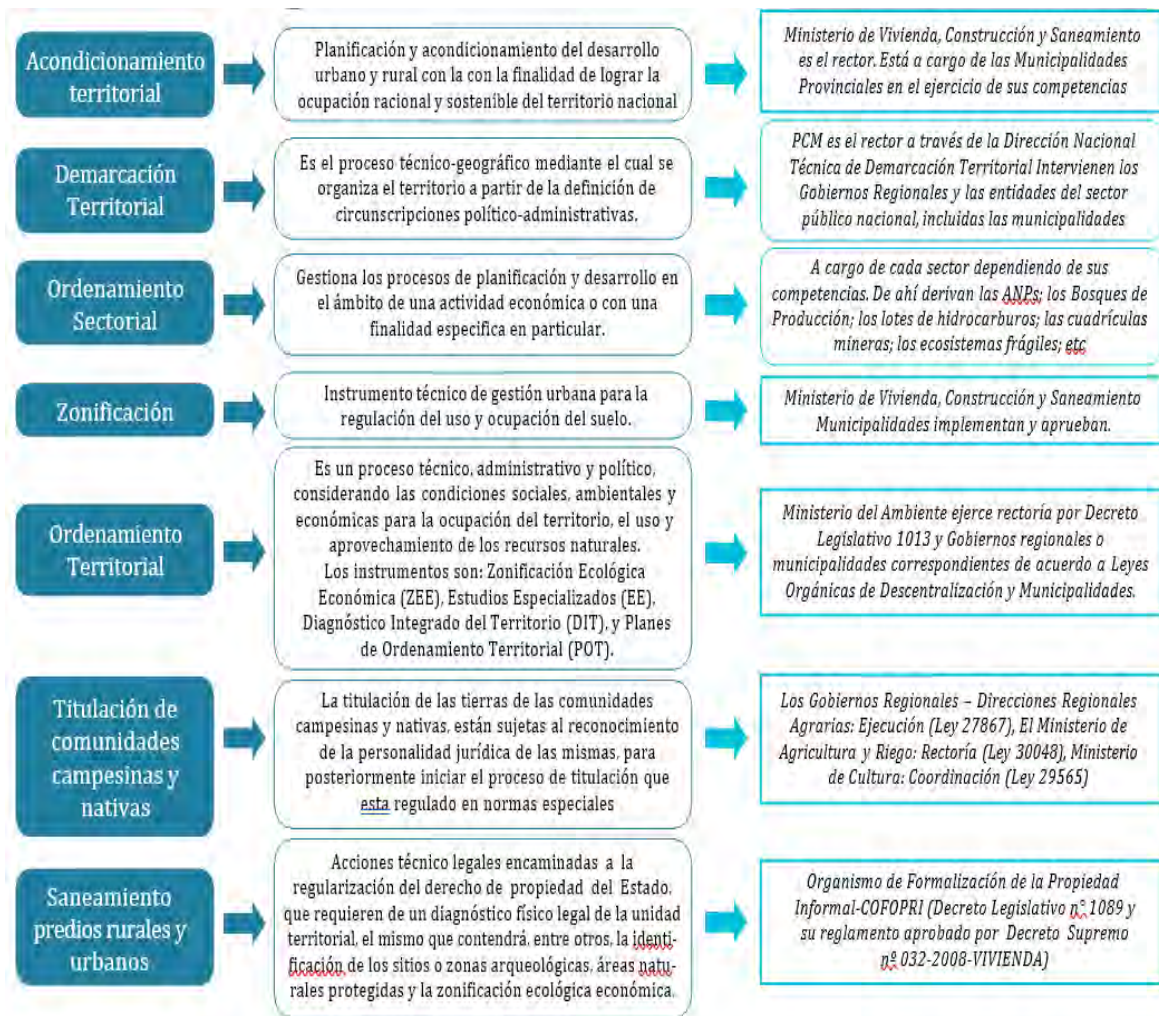 Acondicionamiento
territorial
Planificación y acondicionamiento del desarrollo
urbano y rural con la con la finalidad de lograr la
ocupación racional y sostenible del territorio nacional
Ministerio de Vivienda, Construcción y Saneamiento
es el rector. Está a cargo de las Municipalidades
Provinciales en el ejercicio de sus competencias
Demarcación
Territorial
Es el proceso técnico-geográfico mediante el cual se
organiza el territorio a partir de la definición de
circunscripciones político-administrativas.
PCM es el rector a través de la Dirección Nacional
Técnica de Demarcación Territorial Intervienen los
Gobiernos Regionales y las entidades del sector
público nacional, incluidas las municipalidades
Ordenamiento
Sectorial
Gestiona los procesos de planificación y desarrollo en
el ámbito de una actividad económica o con una
finalidad especifica en particular.
A cargo de cada sector dependiendo de sus
competencias. De ahí derivan las ANPs; los Bosques de
Producción; los lotes de hidrocarburos; las cuadrículas
mineras; los ecosistemas frágiles; etc
Zonificación
Instrumento técnico de gestión urbana para la
regulación del uso y ocupación del suelo.
Ministerio de Vivienda, Construcción y Saneamiento
Municipalidades implementan y aprueban.
Ordenamiento
Territorial
Es un proceso técnico, administrativo y político,
considerando las condiciones sociales, ambientales y
económicas para la ocupación del territorio, el uso y
aprovechamiento de los recursos naturales.
Los instrumentos son: Zonificación Ecológica
Económica (ZEE), Estudios Especializados (EE),
Diagnóstico Integrado del Territorio (DIT), y Planes
de Ordenamiento Territorial (POT).
Ministerio del Ambiente ejerce rectoría por Decreto
Legislativo 1013 y Gobiernos regionales o
municipalidades correspondientes de acuerdo a Leyes
Orgánicas de Descentralización y Municipalidades.
Titulación de
comunidades
campesinas y
nativas
La titulación de las tierras de las comunidades
campesinas y nativas, están sujetas al reconocimiento
de la personalidad jurídica de las mismas, para
posteriormente iniciar el proceso de titulación que
esta regulado en normas especiales
Los Gobiernos Regionales – Direcciones Regionales
Agrarias: Ejecución (Ley 27867), El Ministerio de
Agricultura y Riego: Rectoría (Ley 30048), Ministerio
de Cultura: Coordinación (Ley 29565)
Saneamiento
predios rurales y
urbanos
Acciones técnico legales encaminadas a la
regularización del derecho de propiedad del Estado,
que requieren de un diagnóstico físico legal de la unidad
territorial, el mismo que contendrá, entre otros, la identi-
ficación de los sitios o zonas arqueológicas, áreas natu-
rales protegidas y la zonificación ecológica económica.
Organismo de Formalización de la Propiedad
Informal-COFOPRI (Decreto Legislativo n° 1089 y
su reglamento aprobado por Decreto Supremo
nº 032-2008-VIVIENDA)